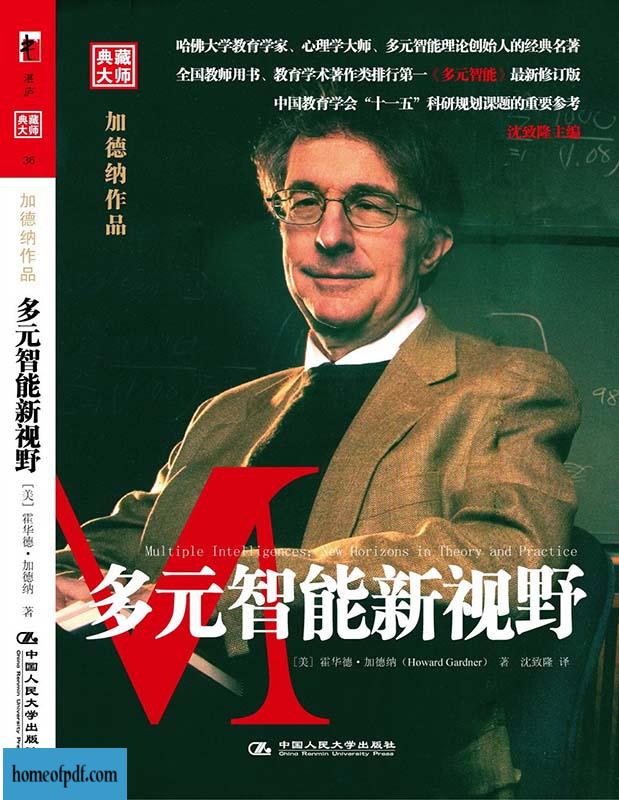 湛庐
典藏
大师
36
加德纳作品
多元智能新视野
[美] 霍华德·加德纳 著
中国人民大学出版社
China Renmin University Press
典藏
大师
加德纳作品
哈佛大学教育学家、心理学大师、多元智能理论创始人的经典名著
全国教师用书、教育学术著作类排行第一《多元智能》最新修订版
中国教育学会“十一五”科研规划课题的重要参考
沈致隆主编
MI
Multiple Intelligences: New Horizons in Theory and Practice
多元智能新视野
[美] 霍华德·加德纳（Howard Gardner） 著 沈致隆 译
中国人民大学出版社
China Renmin University Press
homeofpdf.com